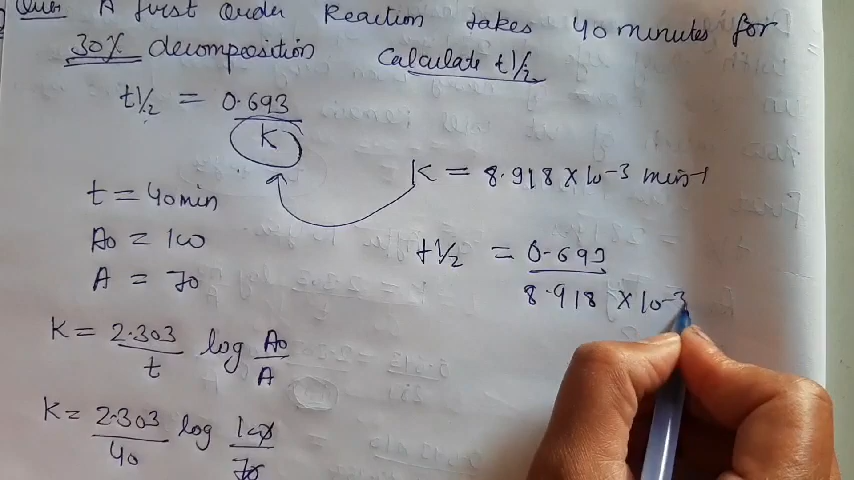 Ques A first Order Reaction takes 40 minutes for
30% decomposition Calculate t1/2
t1/2 = 0.693
K
K = 8.918 X 10-3 min-1
t = 40min
A0 = 100
A = 70
t1/2 = 0.693
8.918 X 10-3
K = 2.303 log A0
t A
K = 2.303 log 100
40 70